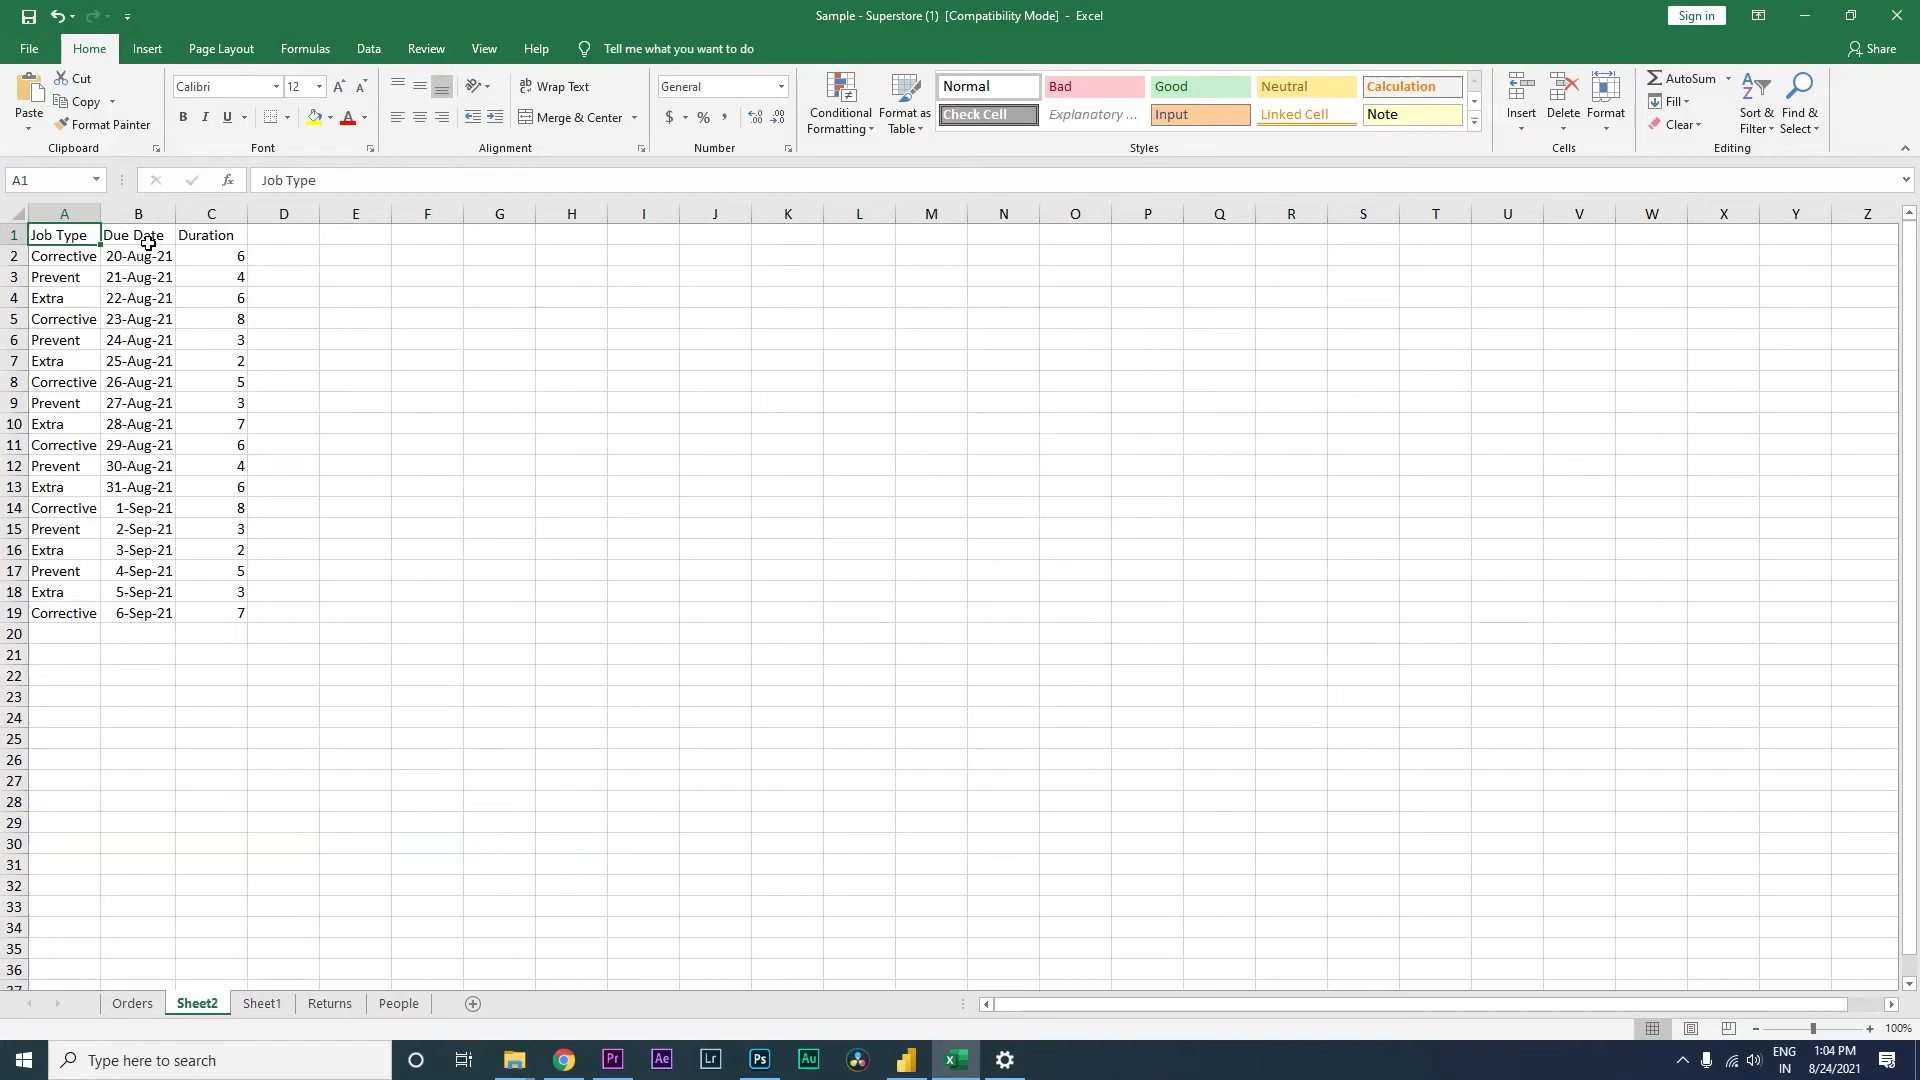 Sample - Superstore (1) [Compatibility Mode] - Excel
Sign in
File Home Insert Page Layout Formulas Data Review View Help Tell me what you want to do
Share
Paste
Cut
Copy
Format Painter
Clipboard
Calibri 12
B I U
Font
Wrap Text
Merge & Center
Alignment
General
$ % ,
Number
Conditional Formatting
Format as Table
Normal Bad Good Neutral Calculation
Check Cell Explanatory ... Input Linked Cell Note
Styles
Insert Delete Format
Cells
AutoSum
Fill
Clear
Sort & Filter
Find & Select
Editing
A1 fx Job Type
A B C D E F G H I J K L M N O P Q R S T U V W X Y Z
1 Job Type Due Date Duration
2 Corrective 20-Aug-21 6
3 Prevent 21-Aug-21 4
4 Extra 22-Aug-21 6
5 Corrective 23-Aug-21 8
6 Prevent 24-Aug-21 3
7 Extra 25-Aug-21 2
8 Corrective 26-Aug-21 5
9 Prevent 27-Aug-21 3
10 Extra 28-Aug-21 7
11 Corrective 29-Aug-21 6
12 Prevent 30-Aug-21 4
13 Extra 31-Aug-21 6
14 Corrective 1-Sep-21 8
15 Prevent 2-Sep-21 3
16 Extra 3-Sep-21 2
17 Prevent 4-Sep-21 5
18 Extra 5-Sep-21 3
19 Corrective 6-Sep-21 7
20
21
22
23
24
25
26
27
28
29
30
31
32
33
34
35
36
Orders Sheet2 Sheet1 Returns People
100%
Type here to search
Pr Ae Lr Ps Au
ENG
IN
1:04 PM
8/24/2021